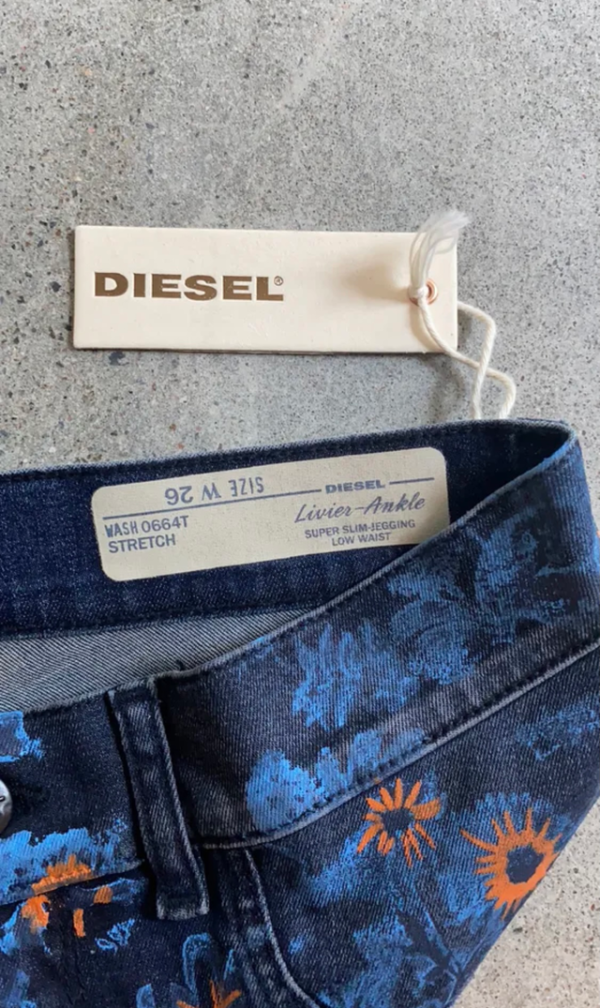 DIESEL®
SIZE W 26
DIESEL
WASH 0664T
STRETCH
Livier-Ankle
SUPER SLIM-JEGGING
LOW WAIST